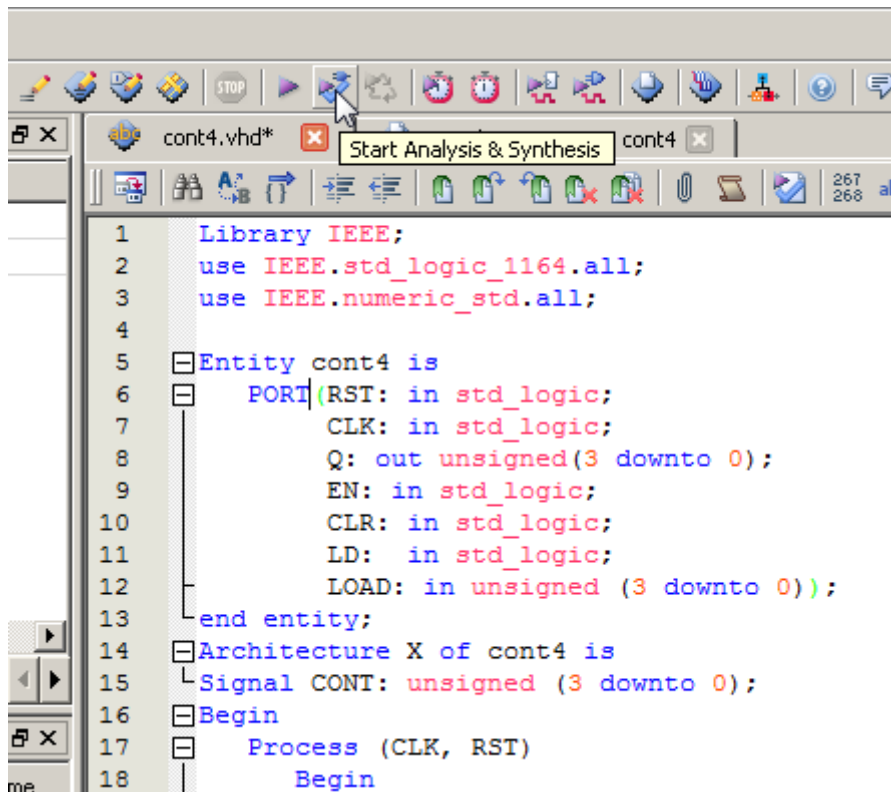 STOP
cont4.vhd*
Start Analysis & Synthesis
cont4
abc
267
268
1 Library IEEE;
2 use IEEE.std_logic_1164.all;
3 use IEEE.numeric_std.all;
4
5 Entity cont4 is
6 PORT(RST: in std_logic;
7 CLK: in std_logic;
8 Q: out unsigned(3 downto 0);
9 EN: in std_logic;
10 CLR: in std_logic;
11 LD: in std_logic;
12 LOAD: in unsigned (3 downto 0));
13 end entity;
14 Architecture X of cont4 is
15 Signal CONT: unsigned (3 downto 0);
16 Begin
17 Process (CLK, RST)
18 Begin